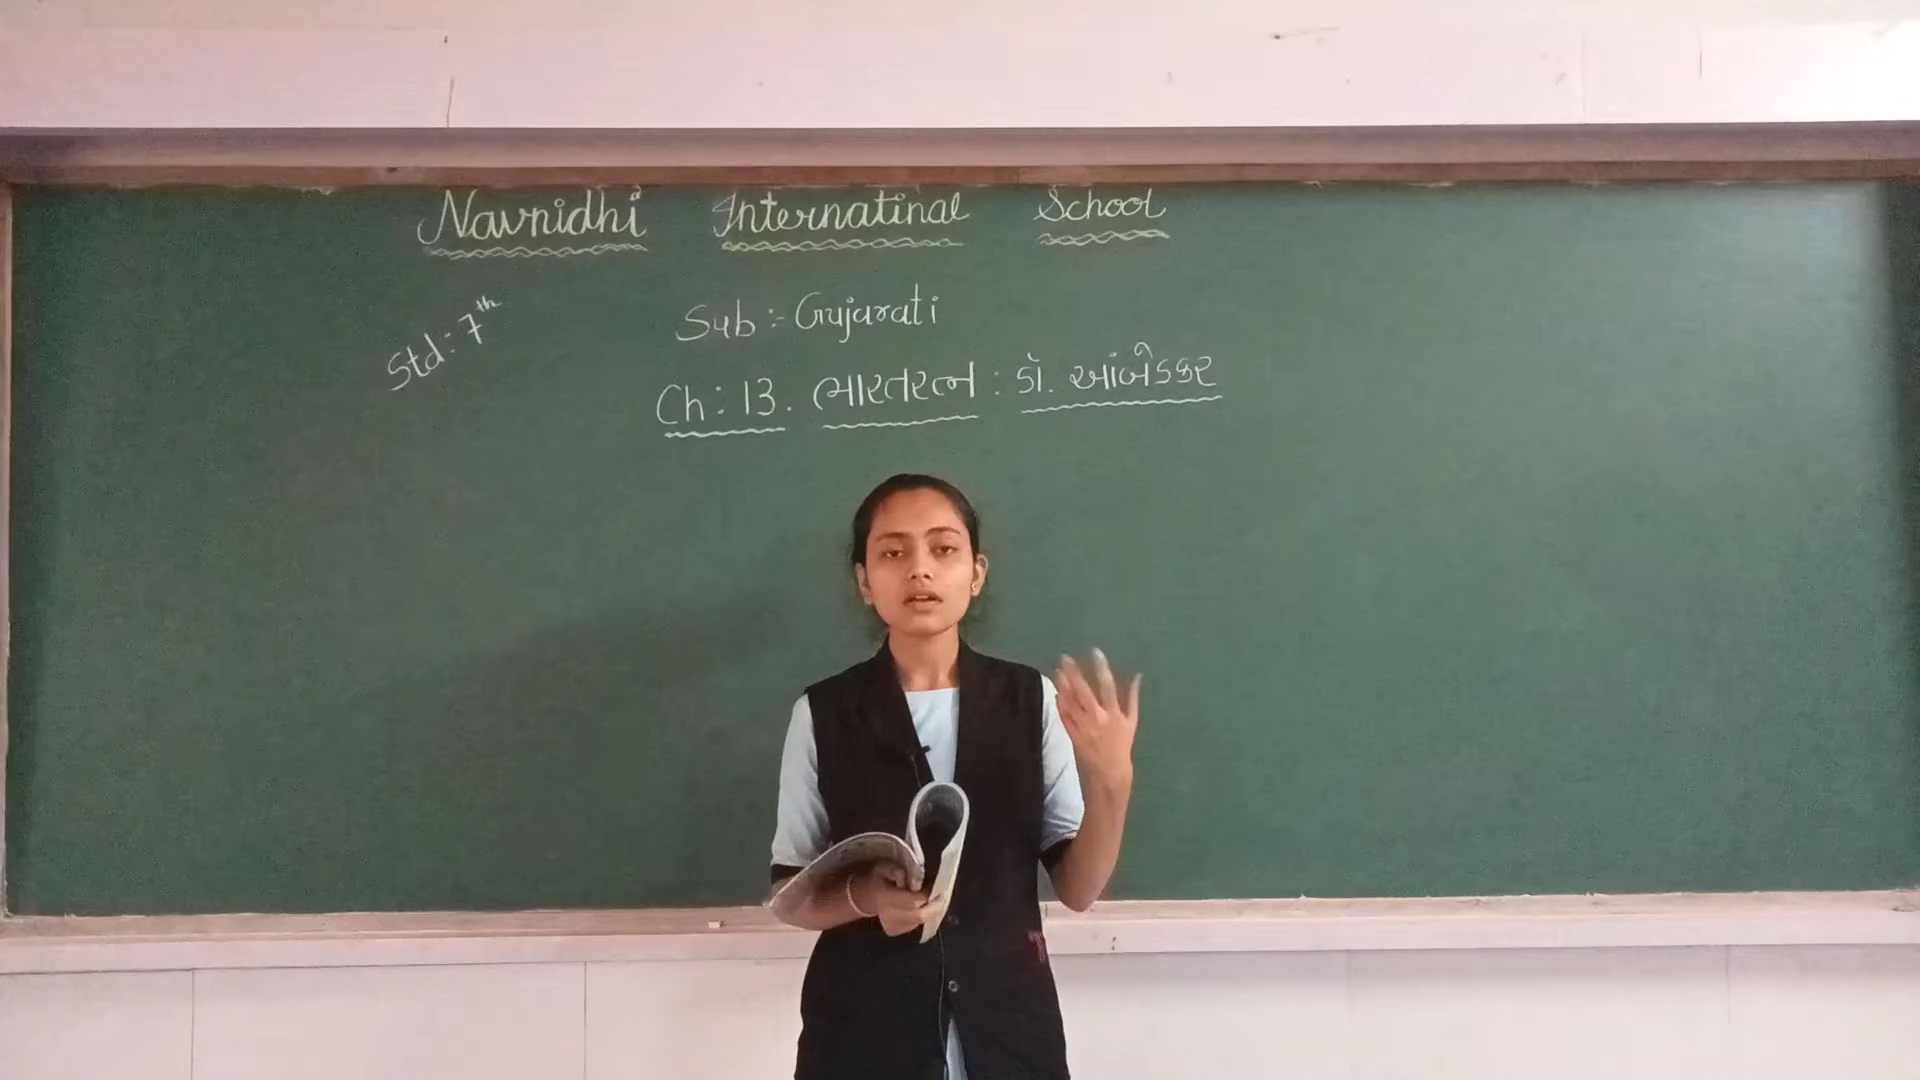 Navnidhi Internatinal School
Std: 7th
Sub :- Gujarati
Ch: 13. ભારતરત્ન : ડૉ. આંબેડકર